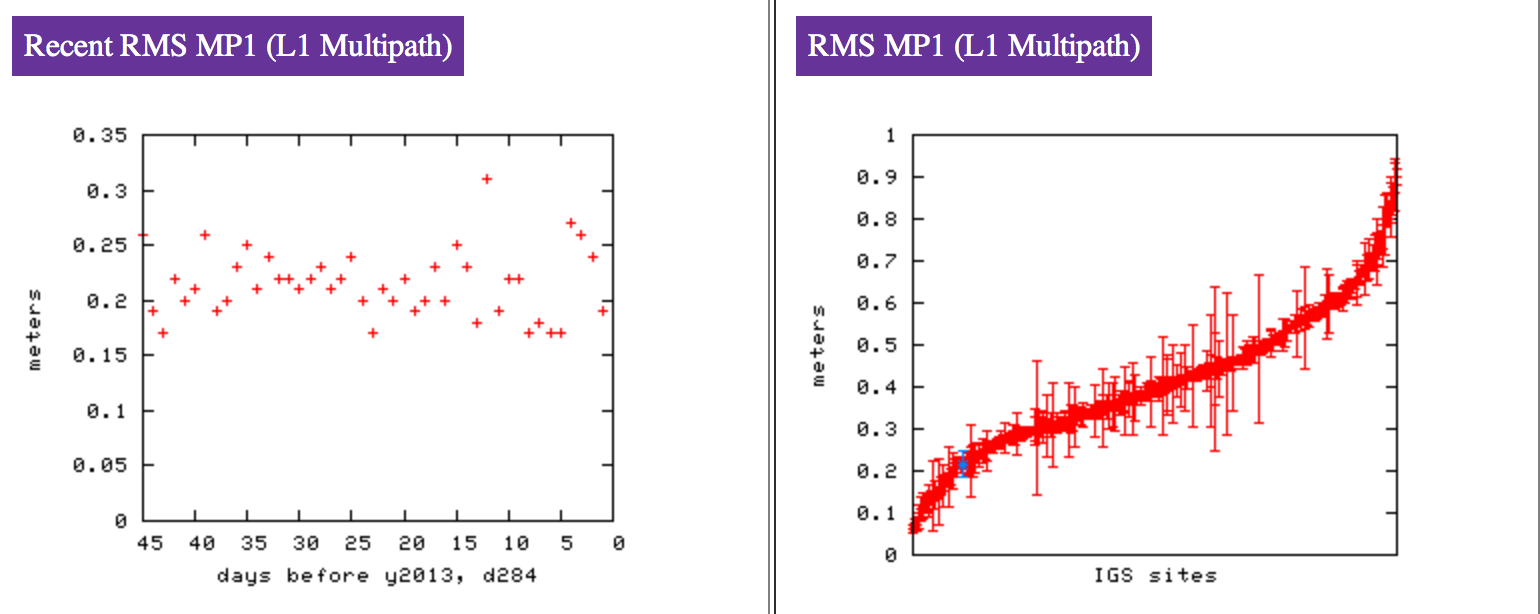 Recent RMS MP1 (L1 Multipath)
0.35
0.3
0.25
0.2
0.15
0.1
0.05
0
meters
45 40 35 30 25 20 15 10 5 0
days before y2013, d284
RMS MP1 (L1 Multipath)
1
0.9
0.8
0.7
0.6
0.5
0.4
0.3
0.2
0.1
0
meters
IGS sites